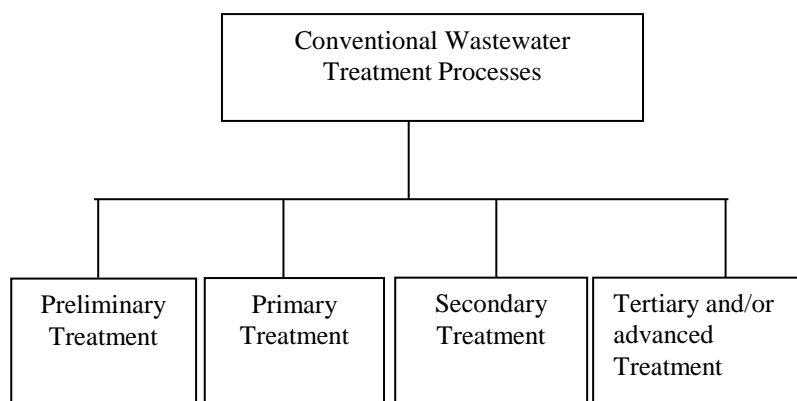 Conventional Wastewater
Treatment Processes
Preliminary
Treatment
Primary
Treatment
Secondary
Treatment
Tertiary and/or
advanced
Treatment